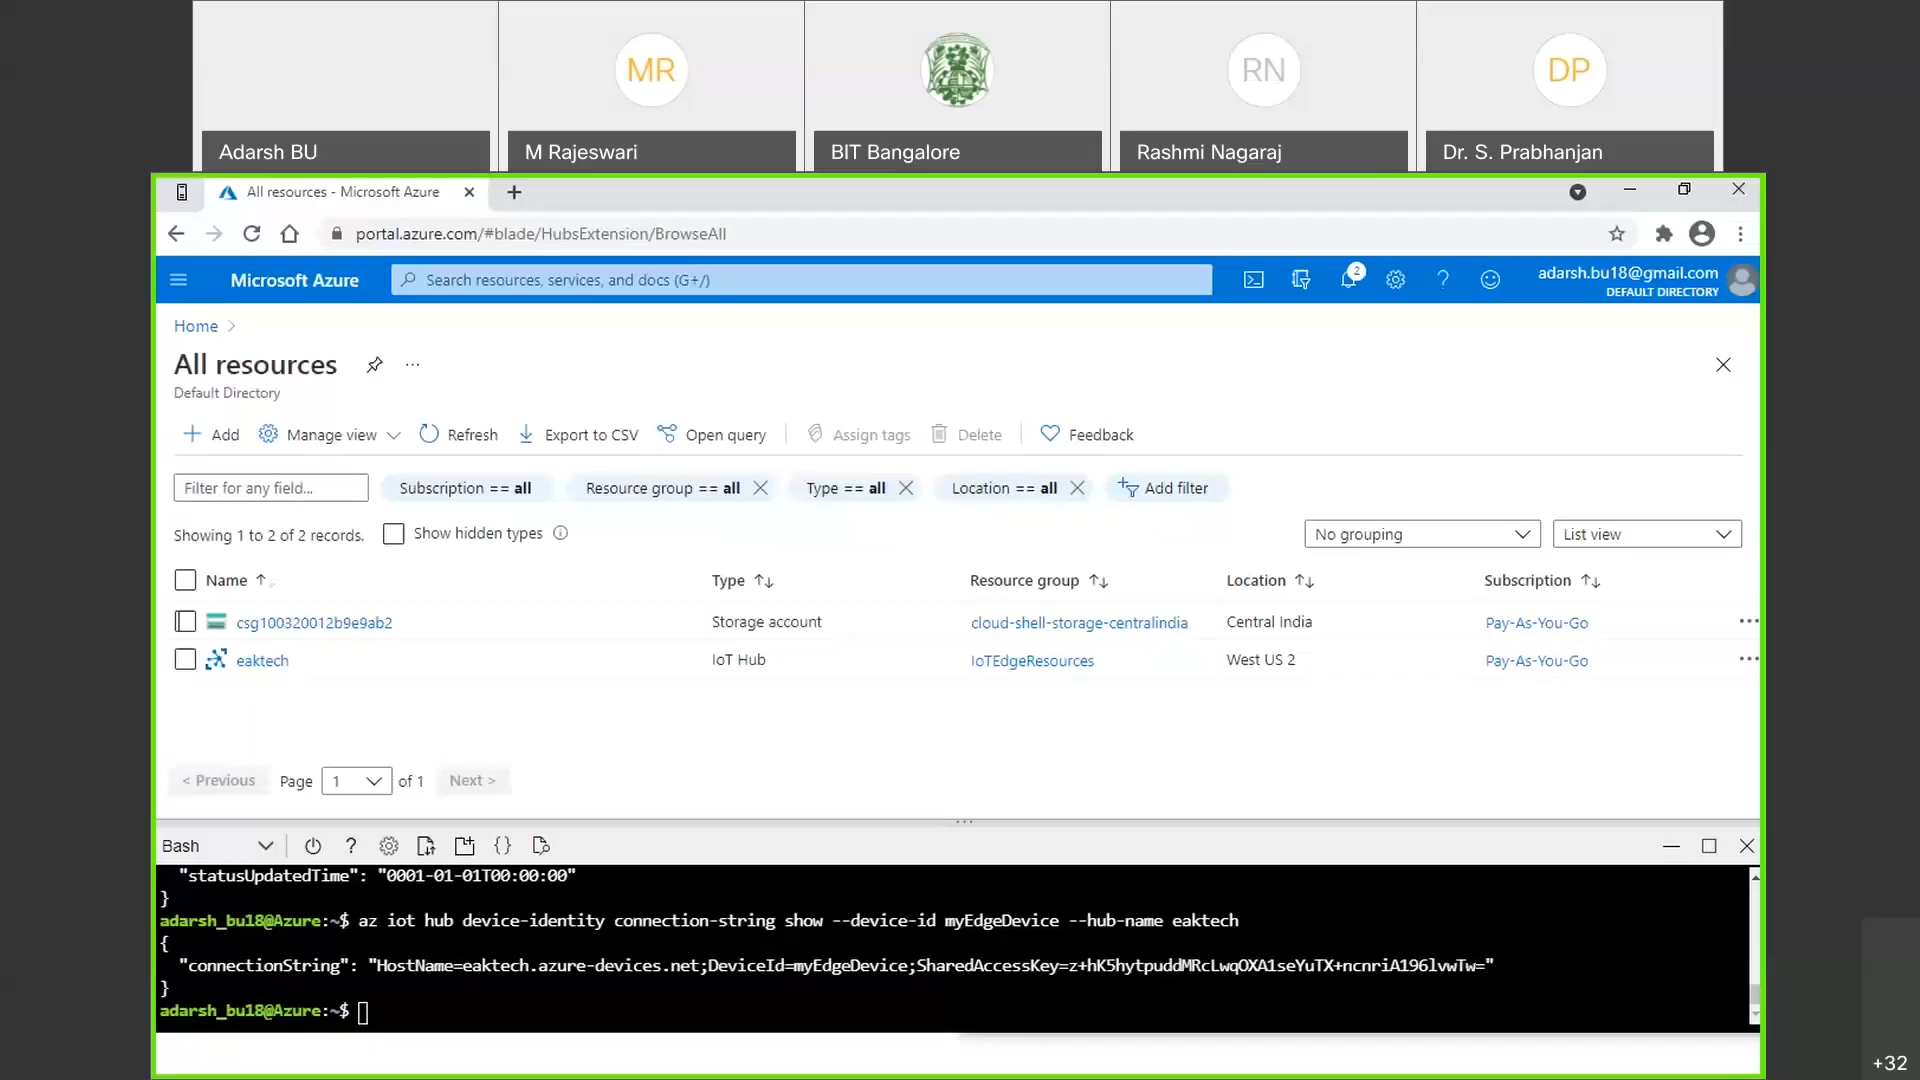 MR
RN
DP
Adarsh BU
M Rajeswari
BIT Bangalore
Rashmi Nagaraj
Dr. S. Prabhanjan
All resources - Microsoft Azure
portal.azure.com/#blade/HubsExtension/BrowseAll
Microsoft Azure
Search resources, services, and docs (G+/)
2
adarsh.bu18@gmail.com
DEFAULT DIRECTORY
Home
All resources
Default Directory
Add
Manage view
Refresh
Export to CSV
Open query
Assign tags
Delete
Feedback
Filter for any field...
Subscription == all
Resource group == all
Type == all
Location == all
Add filter
Showing 1 to 2 of 2 records.
Show hidden types
No grouping
List view
Name Type Resource group Location Subscription
csg100320012b9e9ab2 Storage account cloud-shell-storage-centralindia Central India Pay-As-You-Go
eaktech IoT Hub IoTEdgeResources West US 2 Pay-As-You-Go
< Previous Page 1 of 1 Next >
Bash
"statusUpdatedTime": "0001-01-01T00:00:00"
}
adarsh_bu18@Azure:~$ az iot hub device-identity connection-string show --device-id myEdgeDevice --hub-name eaktech
{
"connectionString": "HostName=eaktech.azure-devices.net;DeviceId=myEdgeDevice;SharedAccessKey=z+hK5hytpuddMRcLwqOXA1seYuTX+ncnriA196lvwTw="
}
adarsh_bu18@Azure:~$
+32